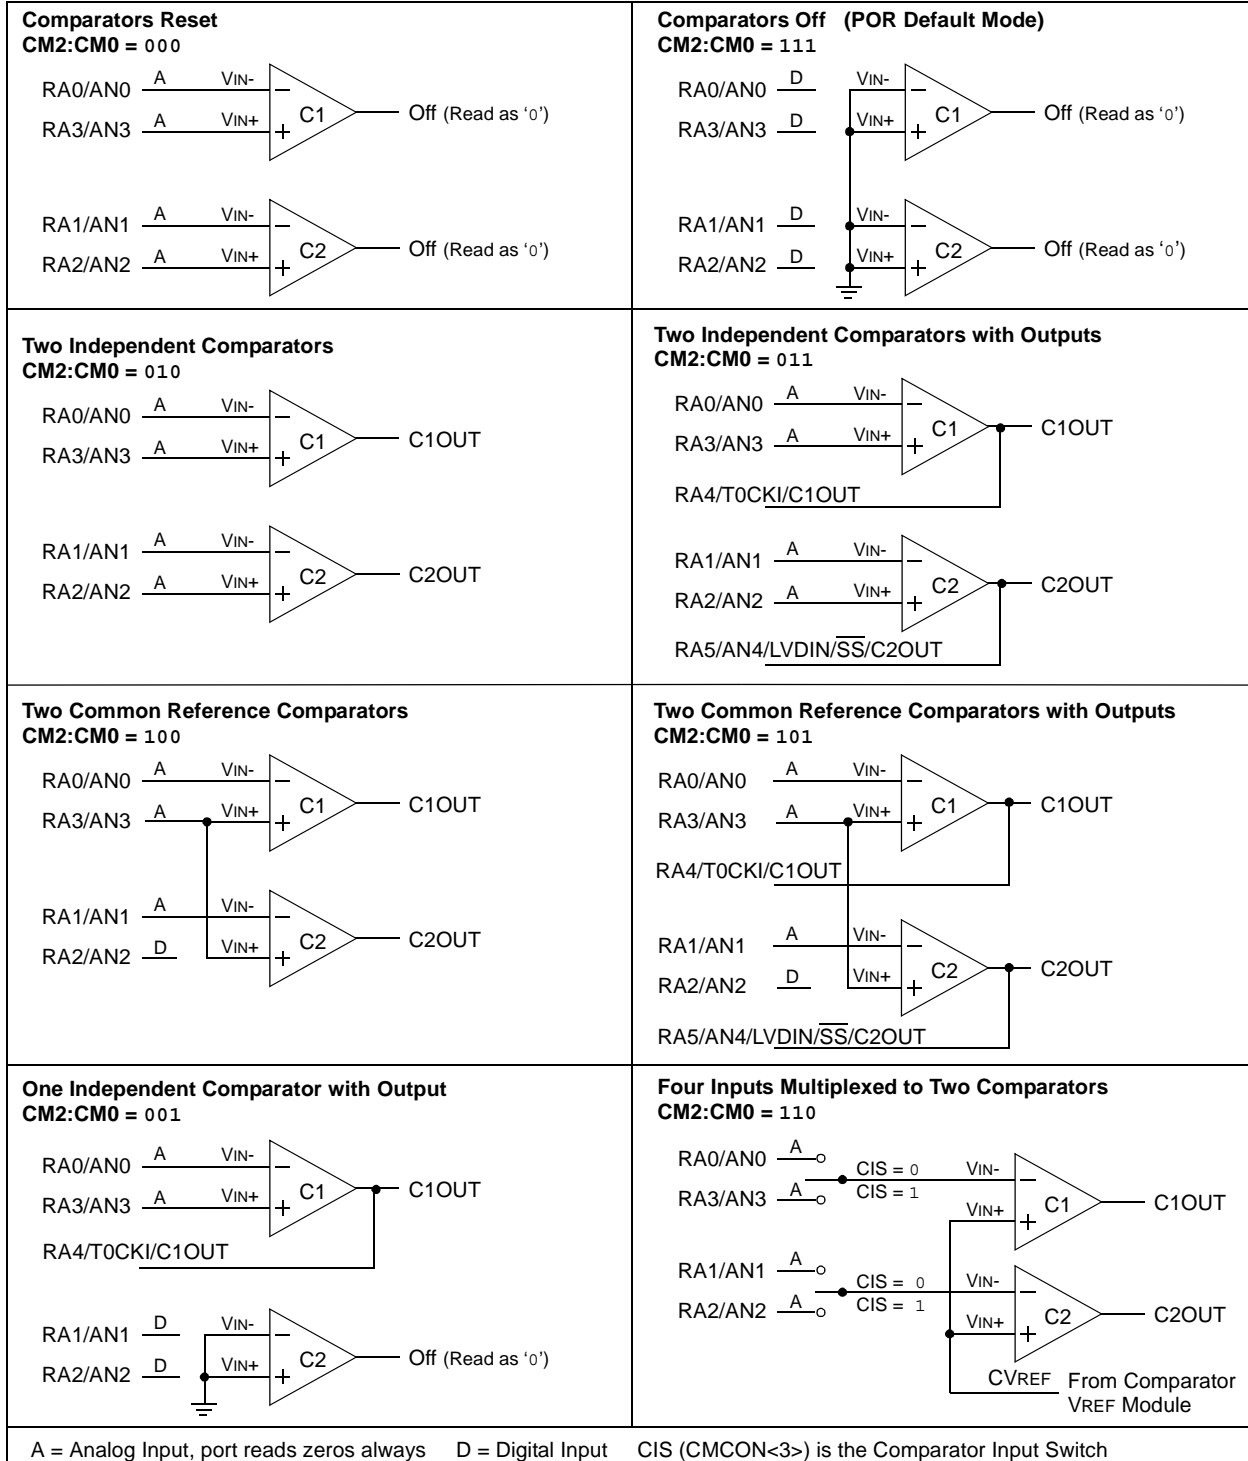 Comparators Reset
CM2:CM0 = 000
RA0/AN0 A VIN-
RA3/AN3 A VIN+
C1
Off (Read as ‘0’)
RA1/AN1 A VIN-
RA2/AN2 A VIN+
C2
Off (Read as ‘0’)
Comparators Off (POR Default Mode)
CM2:CM0 = 111
RA0/AN0 D VIN-
RA3/AN3 D VIN+
C1
Off (Read as ‘0’)
RA1/AN1 D VIN-
RA2/AN2 D VIN+
C2
Off (Read as ‘0’)
Two Independent Comparators
CM2:CM0 = 010
RA0/AN0 A VIN-
RA3/AN3 A VIN+
C1
C1OUT
RA1/AN1 A VIN-
RA2/AN2 A VIN+
C2
C2OUT
Two Independent Comparators with Outputs
CM2:CM0 = 011
RA0/AN0 A VIN-
RA3/AN3 A VIN+
C1
C1OUT
RA4/T0CKI/C1OUT
RA1/AN1 A VIN-
RA2/AN2 A VIN+
C2
C2OUT
RA5/AN4/LVDIN/SS/C2OUT
Two Common Reference Comparators
CM2:CM0 = 100
RA0/AN0 A VIN-
RA3/AN3 A VIN+
C1
C1OUT
RA1/AN1 A VIN-
RA2/AN2 D VIN+
C2
C2OUT
Two Common Reference Comparators with Outputs
CM2:CM0 = 101
RA0/AN0 A VIN-
RA3/AN3 A VIN+
C1
C1OUT
RA4/T0CKI/C1OUT
RA1/AN1 A VIN-
RA2/AN2 D VIN+
C2
C2OUT
RA5/AN4/LVDIN/SS/C2OUT
One Independent Comparator with Output
CM2:CM0 = 001
RA0/AN0 A VIN-
RA3/AN3 A VIN+
C1
C1OUT
RA4/T0CKI/C1OUT
RA1/AN1 D VIN-
RA2/AN2 D VIN+
C2
Off (Read as ‘0’)
Four Inputs Multiplexed to Two Comparators
CM2:CM0 = 110
RA0/AN0 A CIS = 0 VIN-
RA3/AN3 A CIS = 1 VIN+
C1
C1OUT
RA1/AN1 A CIS = 0 VIN-
RA2/AN2 A CIS = 1 VIN+
C2
C2OUT
CVREF From Comparator
VREF Module
A = Analog Input, port reads zeros always D = Digital Input CIS (CMCON<3>) is the Comparator Input Switch